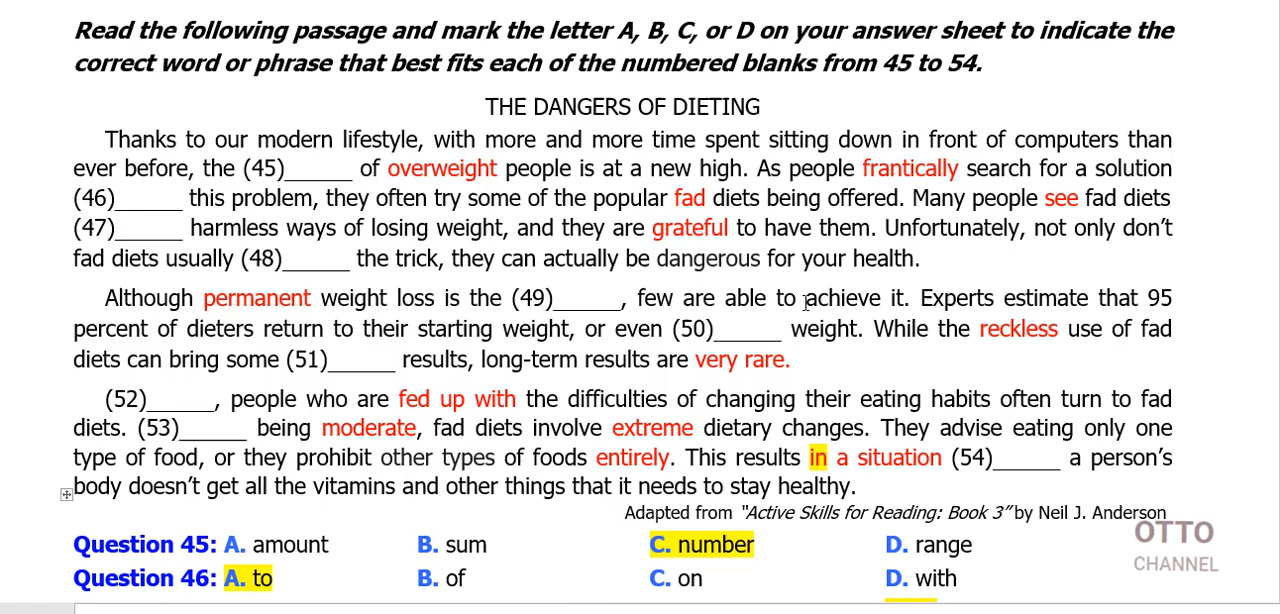 Read the following passage and mark the letter A, B, C, or D on your answer sheet to indicate the
correct word or phrase that best fits each of the numbered blanks from 45 to 54.
THE DANGERS OF DIETING
Thanks to our modern lifestyle, with more and more time spent sitting down in front of computers than
ever before, the (45)______ of overweight people is at a new high. As people frantically search for a solution
(46)______ this problem, they often try some of the popular fad diets being offered. Many people see fad diets
(47)______ harmless ways of losing weight, and they are grateful to have them. Unfortunately, not only don't
fad diets usually (48)______ the trick, they can actually be dangerous for your health.
Although permanent weight loss is the (49)______, few are able to achieve it. Experts estimate that 95
percent of dieters return to their starting weight, or even (50)______ weight. While the reckless use of fad
diets can bring some (51)______ results, long-term results are very rare.
(52)______, people who are fed up with the difficulties of changing their eating habits often turn to fad
diets. (53)______ being moderate, fad diets involve extreme dietary changes. They advise eating only one
type of food, or they prohibit other types of foods entirely. This results in a situation (54)______ a person's
body doesn't get all the vitamins and other things that it needs to stay healthy.
Adapted from "Active Skills for Reading: Book 3" by Neil J. Anderson
OTTO
CHANNEL
Question 45: A. amount B. sum C. number D. range
Question 46: A. to B. of C. on D. with